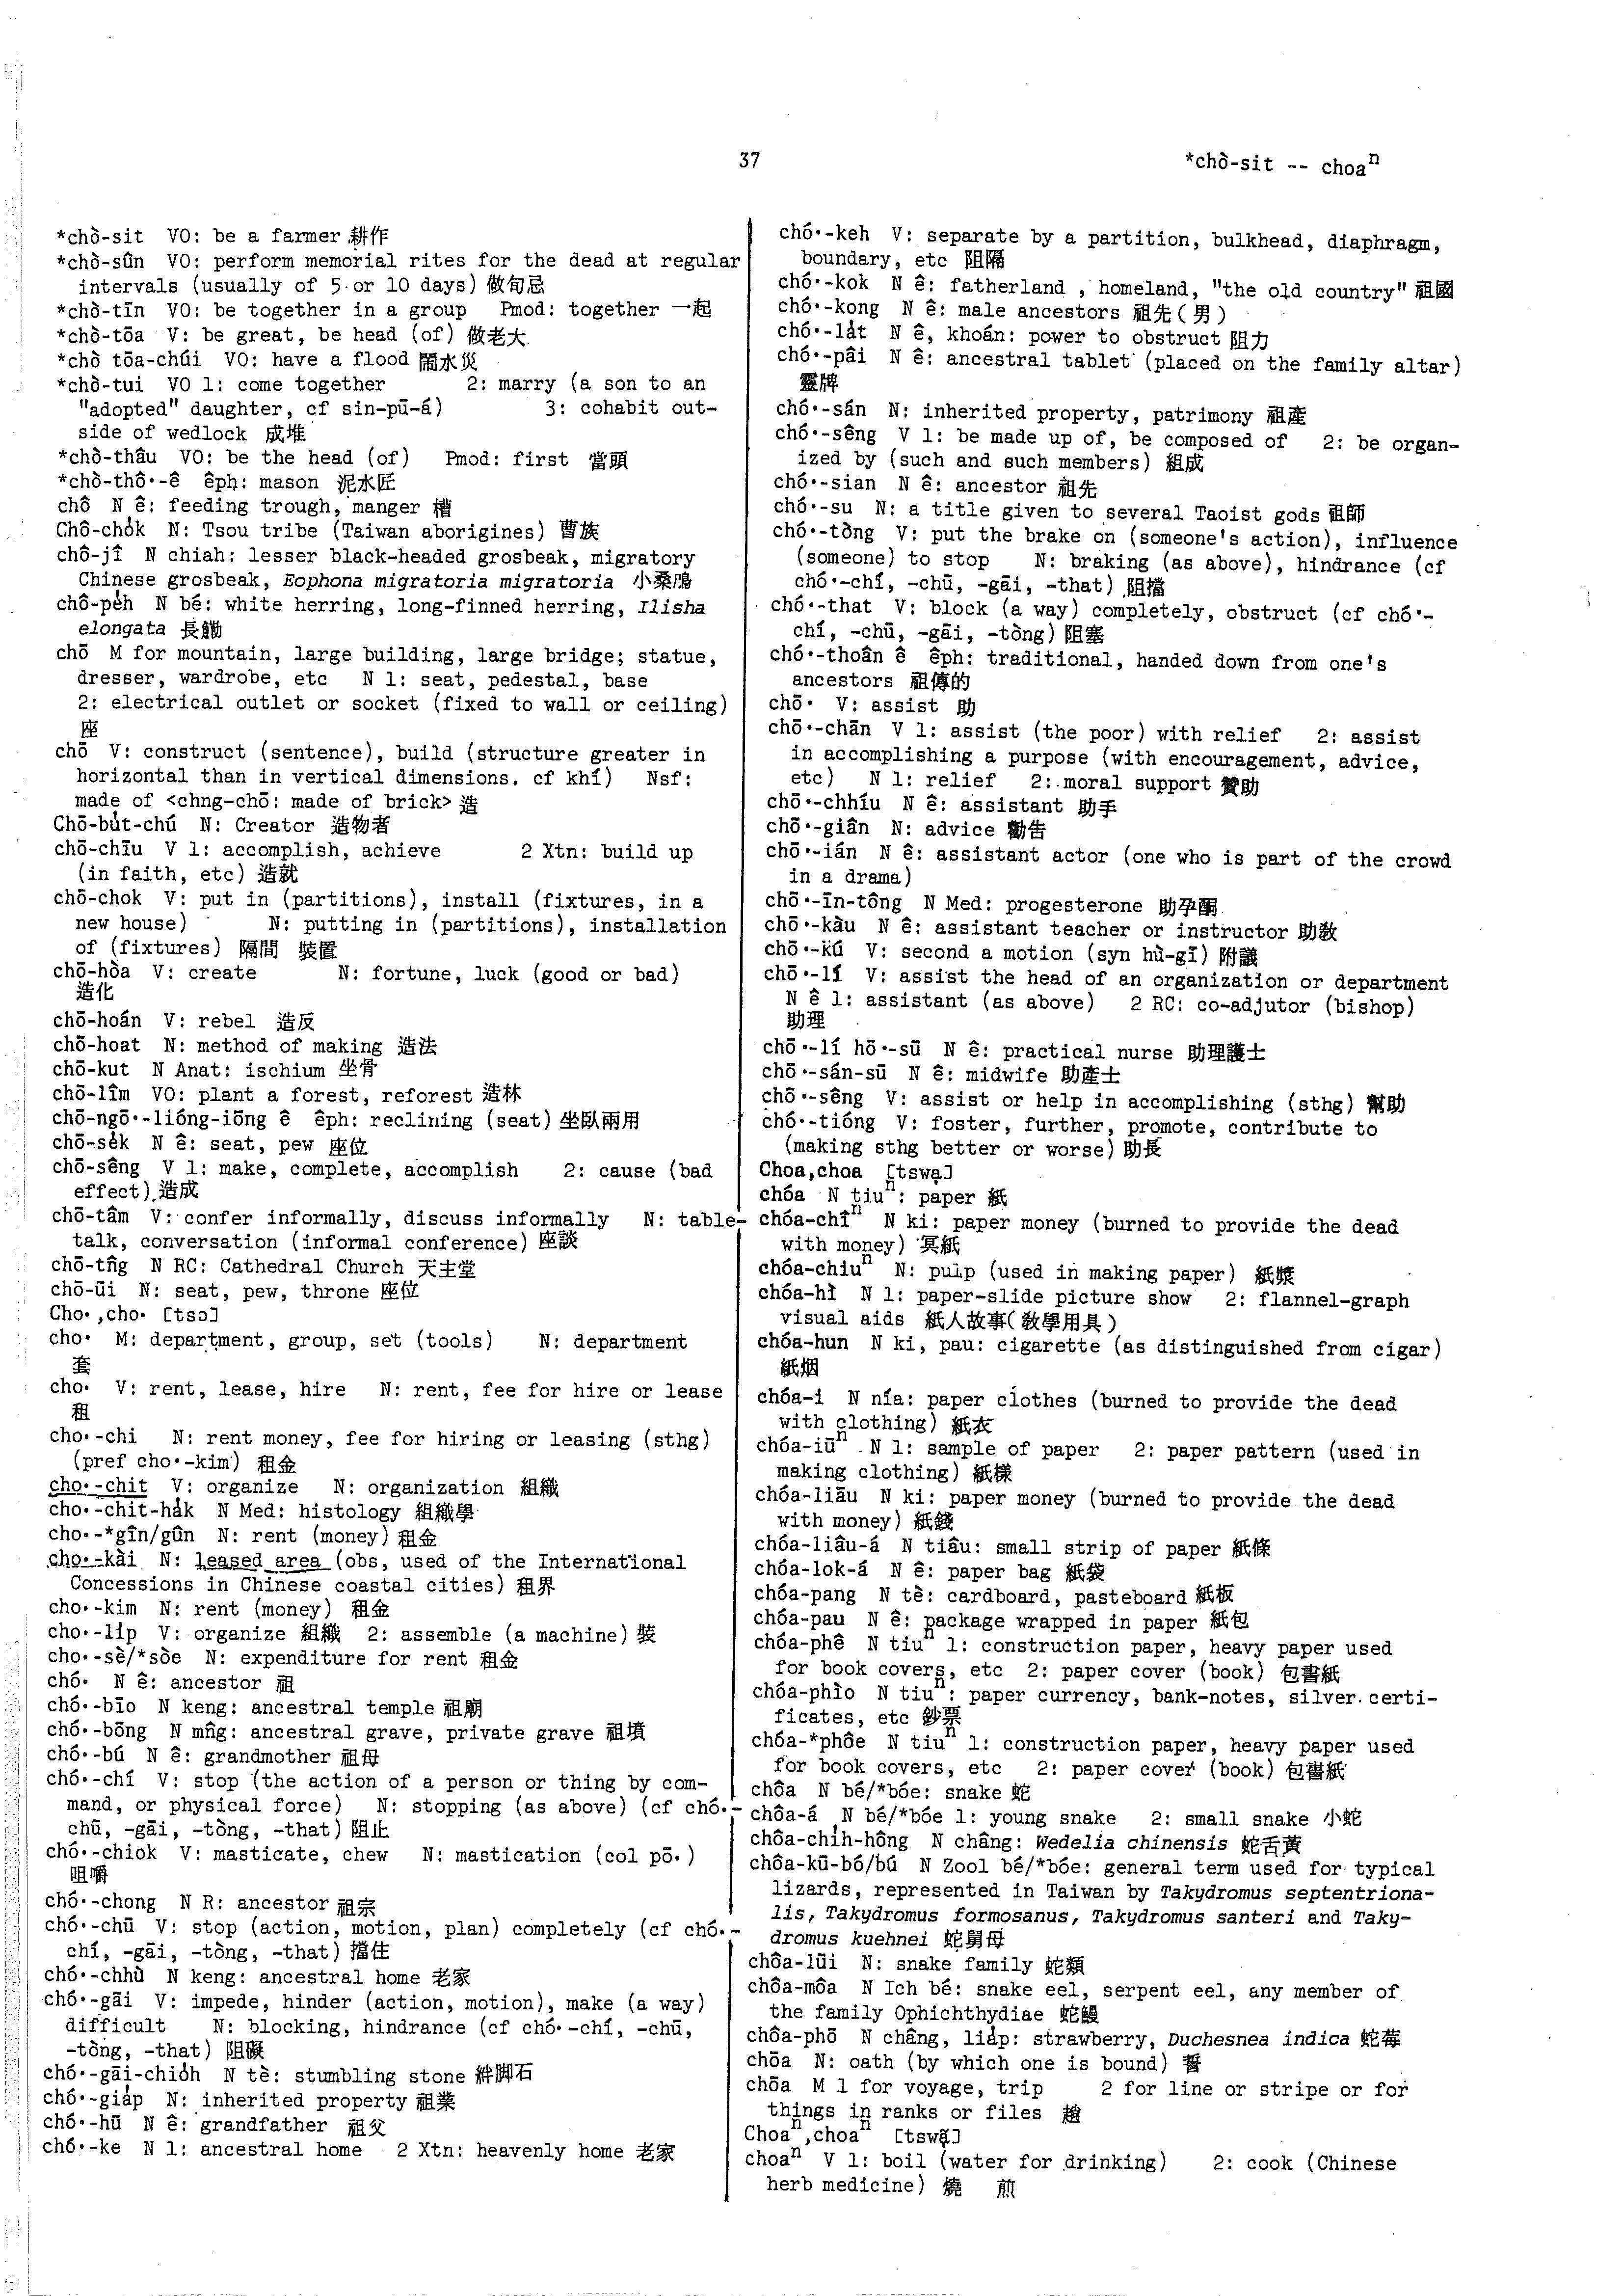 37
*chò-sit -- choaⁿ
*chò-sit VO: be a farmer 耕作
*chò-sûn VO: perform memorial rites for the dead at regular
intervals (usually of 5 or 10 days) 做旬忌
*chò-tīn VO: be together in a group Pmod: together 一起
*chò-tōa V: be great, be head (of) 做老大
*chò tōa-chúi VO: have a flood 鬧水災
*chò-tui VO 1: come together 2: marry (a son to an
"adopted" daughter, cf sin-pū-á) 3: cohabit out-
side of wedlock 成堆
*chò-thâu VO: be the head (of) Pmod: first 當頭
*chò-thô·-ê êph: mason 泥水匠
chô N ê: feeding trough, manger 槽
Chô-cho̍k N: Tsou tribe (Taiwan aborigines) 曹族
chô-jî N chiah: lesser black-headed grosbeak, migratory
Chinese grosbeak, Eophona migratoria migratoria 小桑鳲
chô-pe̍h N bé: white herring, long-finned herring, Ilisha
elongata 長鰳
chō M for mountain, large building, large bridge; statue,
dresser, wardrobe, etc N 1: seat, pedestal, base
2: electrical outlet or socket (fixed to wall or ceiling)
座
chō V: construct (sentence), build (structure greater in
horizontal than in vertical dimensions. cf khí) Nsf:
made of <chng-chō: made of brick> 造
Chō-bu̍t-chú N: Creator 造物者
chō-chīu V 1: accomplish, achieve 2 Xtn: build up
(in faith, etc) 造就
chō-chok V: put in (partitions), install (fixtures, in a
new house) N: putting in (partitions), installation
of (fixtures) 隔間 裝置
chō-hòa V: create N: fortune, luck (good or bad)
造化
chō-hoán V: rebel 造反
chō-hoat N: method of making 造法
chō-kut N Anat: ischium 坐骨
chō-lîm VO: plant a forest, reforest 造林
chō-ngō·-lióng-iōng ê êph: reclining (seat) 坐臥兩用
chō-se̍k N ê: seat, pew 座位
chō-sêng V 1: make, complete, accomplish 2: cause (bad
effect) 造成
chō-tâm V: confer informally, discuss informally N: table-
talk, conversation (informal conference) 座談
chō-tn̂g N RC: Cathedral Church 天主堂
chō-ūi N: seat, pew, throne 座位
Cho·,cho· [tsɔ]
cho· M: department, group, set (tools) N: department
套
cho· V: rent, lease, hire N: rent, fee for hire or lease
租
cho·-chi N: rent money, fee for hiring or leasing (sthg)
(pref cho·-kim) 租金
cho·-chit V: organize N: organization 組織
cho·-chit-ha̍k N Med: histology 組織學
cho·-*gîn/gûn N: rent (money) 租金
cho·-kài N: leased area (obs, used of the International
Concessions in Chinese coastal cities) 租界
cho·-kim N: rent (money) 租金
cho·-li̍p V: organize 組織 2: assemble (a machine) 裝
cho·-sè/*sòe N: expenditure for rent 租金
chó· N ê: ancestor 祖
chó·-bīo N keng: ancestral temple 祖廟
chó·-bōng N mn̂g: ancestral grave, private grave 祖墳
chó·-bú N ê: grandmother 祖母
chó·-chí V: stop (the action of a person or thing by com-
mand, or physical force) N: stopping (as above) (cf chó·-
chū, -gāi, -tòng, -that) 阻止
chó·-chiok V: masticate, chew N: mastication (col pō·)
咀嚼
chó·-chong N R: ancestor 祖宗
chó·-chū V: stop (action, motion, plan) completely (cf chó·-
chí, -gāi, -tòng, -that) 擋住
chó·-chhù N keng: ancestral home 老家
chó·-gāi V: impede, hinder (action, motion), make (a way)
difficult N: blocking, hindrance (cf chó·-chí, -chū,
-tòng, -that) 阻礙
chó·-gāi-chio̍h N tè: stumbling stone 絆脚石
chó·-gia̍p N: inherited property 祖業
chó·-hū N ê: grandfather 祖父
chó·-ke N 1: ancestral home 2 Xtn: heavenly home 老家
chó·-keh V: separate by a partition, bulkhead, diaphragm,
boundary, etc 阻隔
chó·-kok N ê: fatherland , homeland, "the old country" 祖國
chó·-kong N ê: male ancestors 祖先(男)
chó·-la̍t N ê, khoán: power to obstruct 阻力
chó·-pâi N ê: ancestral tablet (placed on the family altar)
靈牌
chó·-sán N: inherited property, patrimony 祖產
chó·-sêng V 1: be made up of, be composed of 2: be organ-
ized by (such and such members) 組成
chó·-sian N ê: ancestor 祖先
chó·-su N: a title given to several Taoist gods 祖師
chó·-tòng V: put the brake on (someone's action), influence
(someone) to stop N: braking (as above), hindrance (cf
chó·-chí, -chū, -gāi, -that) 阻擋
chó·-that V: block (a way) completely, obstruct (cf chó·-
chí, -chū, -gāi, -tòng) 阻塞
chó·-thoân ê êph: traditional, handed down from one's
ancestors 祖傳的
chō· V: assist 助
chō·-chān V 1: assist (the poor) with relief 2: assist
in accomplishing a purpose (with encouragement, advice,
etc) N 1: relief 2: moral support 贊助
chō·-chhíu N ê: assistant 助手
chō·-giân N: advice 勸告
chō·-ián N ê: assistant actor (one who is part of the crowd
in a drama)
chō·-īn-tông N Med: progesterone 助孕酮
chō·-kàu N ê: assistant teacher or instructor 助敎
chō·-kú V: second a motion (syn hù-gī) 附議
chō·-lí V: assist the head of an organization or department
N ê 1: assistant (as above) 2 RC: co-adjutor (bishop)
助理
chō·-lí hō·-sū N ê: practical nurse 助理護士
chō·-sán-sū N ê: midwife 助產士
chō·-sêng V: assist or help in accomplishing (sthg) 幫助
chó·-tióng V: foster, further, promote, contribute to
(making sthg better or worse) 助長
Choa,choa [tswa̱]
chóa N tiuⁿ: paper 紙
chóa-chîⁿ N ki: paper money (burned to provide the dead
with money) 冥紙
chóa-chiuⁿ N: pulp (used in making paper) 紙漿
chóa-hì N 1: paper-slide picture show 2: flannel-graph
visual aids 紙人故事(敎學用具)
chóa-hun N ki, pau: cigarette (as distinguished from cigar)
紙烟
chóa-i N nía: paper clothes (burned to provide the dead
with clothing) 紙衣
chóa-iūⁿ N 1: sample of paper 2: paper pattern (used in
making clothing) 紙樣
chóa-liāu N ki: paper money (burned to provide the dead
with money) 紙錢
chóa-liâu-á N tiâu: small strip of paper 紙條
chóa-lok-á N ê: paper bag 紙袋
chóa-pang N tè: cardboard, pasteboard 紙板
chóa-pau N ê: package wrapped in paper 紙包
chóa-phê N tiuⁿ 1: construction paper, heavy paper used
for book covers, etc 2: paper cover (book) 包書紙
chóa-phìo N tiuⁿ: paper currency, bank-notes, silver certi-
ficates, etc 鈔票
chóa-*phôe N tiuⁿ 1: construction paper, heavy paper used
for book covers, etc 2: paper cover (book) 包書紙
chôa N bé/*bóe: snake 蛇
chôa-á N bé/*bóe 1: young snake 2: small snake 小蛇
chôa-chi̍h-hông N châng: Wedelia chinensis 蛇舌黃
chôa-kū-bó/bú N Zool bé/*bóe: general term used for typical
lizards, represented in Taiwan by Takydromus septentriona-
lis, Takydromus formosanus, Takydromus santeri and Taky-
dromus kuehnei 蛇舅母
chôa-lūi N: snake family 蛇類
chôa-môa N Ich bé: snake eel, serpent eel, any member of
the family Ophichthydiae 蛇鰻
chôa-phō N châng, lia̍p: strawberry, Duchesnea indica 蛇莓
chōa N: oath (by which one is bound) 誓
chōa M 1 for voyage, trip 2 for line or stripe or for
things in ranks or files 趟
Choaⁿ,choaⁿ [tswã̱]
choaⁿ V 1: boil (water for drinking) 2: cook (Chinese
herb medicine) 燒 煎